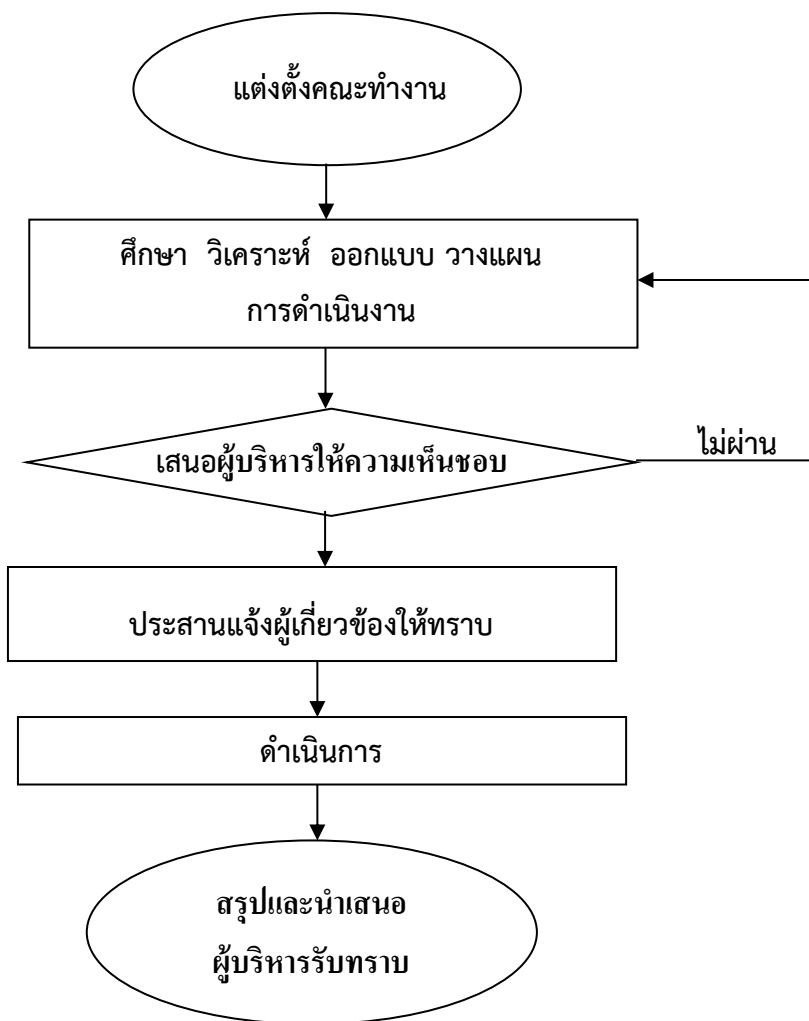 แต่งตั้งคณะทำงาน
ศึกษา วิเคราะห์ ออกแบบ วางแผน
การดำเนินงาน
เสนอผู้บริหารให้ความเห็นชอบ
ไม่ผ่าน
ประสานแจ้งผู้เกี่ยวข้องให้ทราบ
ดำเนินการ
สรุปและนำเสนอ
ผู้บริหารรับทราบ